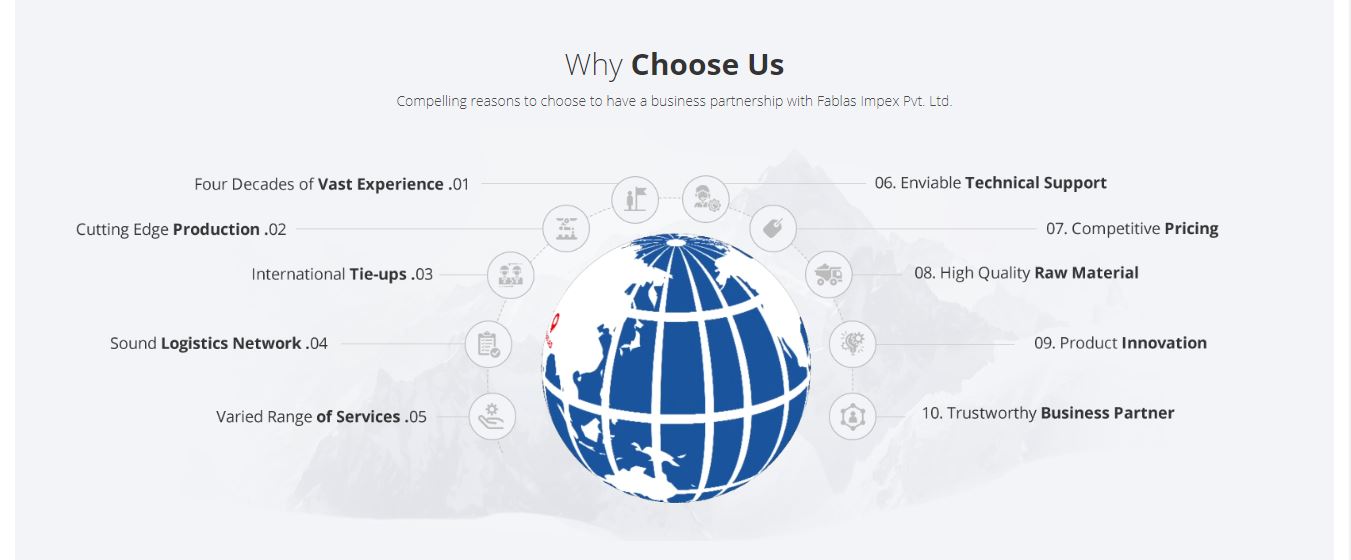 Why Choose Us
Compelling reasons to choose to have a business partnership with Fablas Impex Pvt. Ltd.
Four Decades of Vast Experience .01
Cutting Edge Production .02
International Tie-ups .03
Sound Logistics Network .04
Varied Range of Services .05
06. Enviable Technical Support
07. Competitive Pricing
08. High Quality Raw Material
09. Product Innovation
10. Trustworthy Business Partner